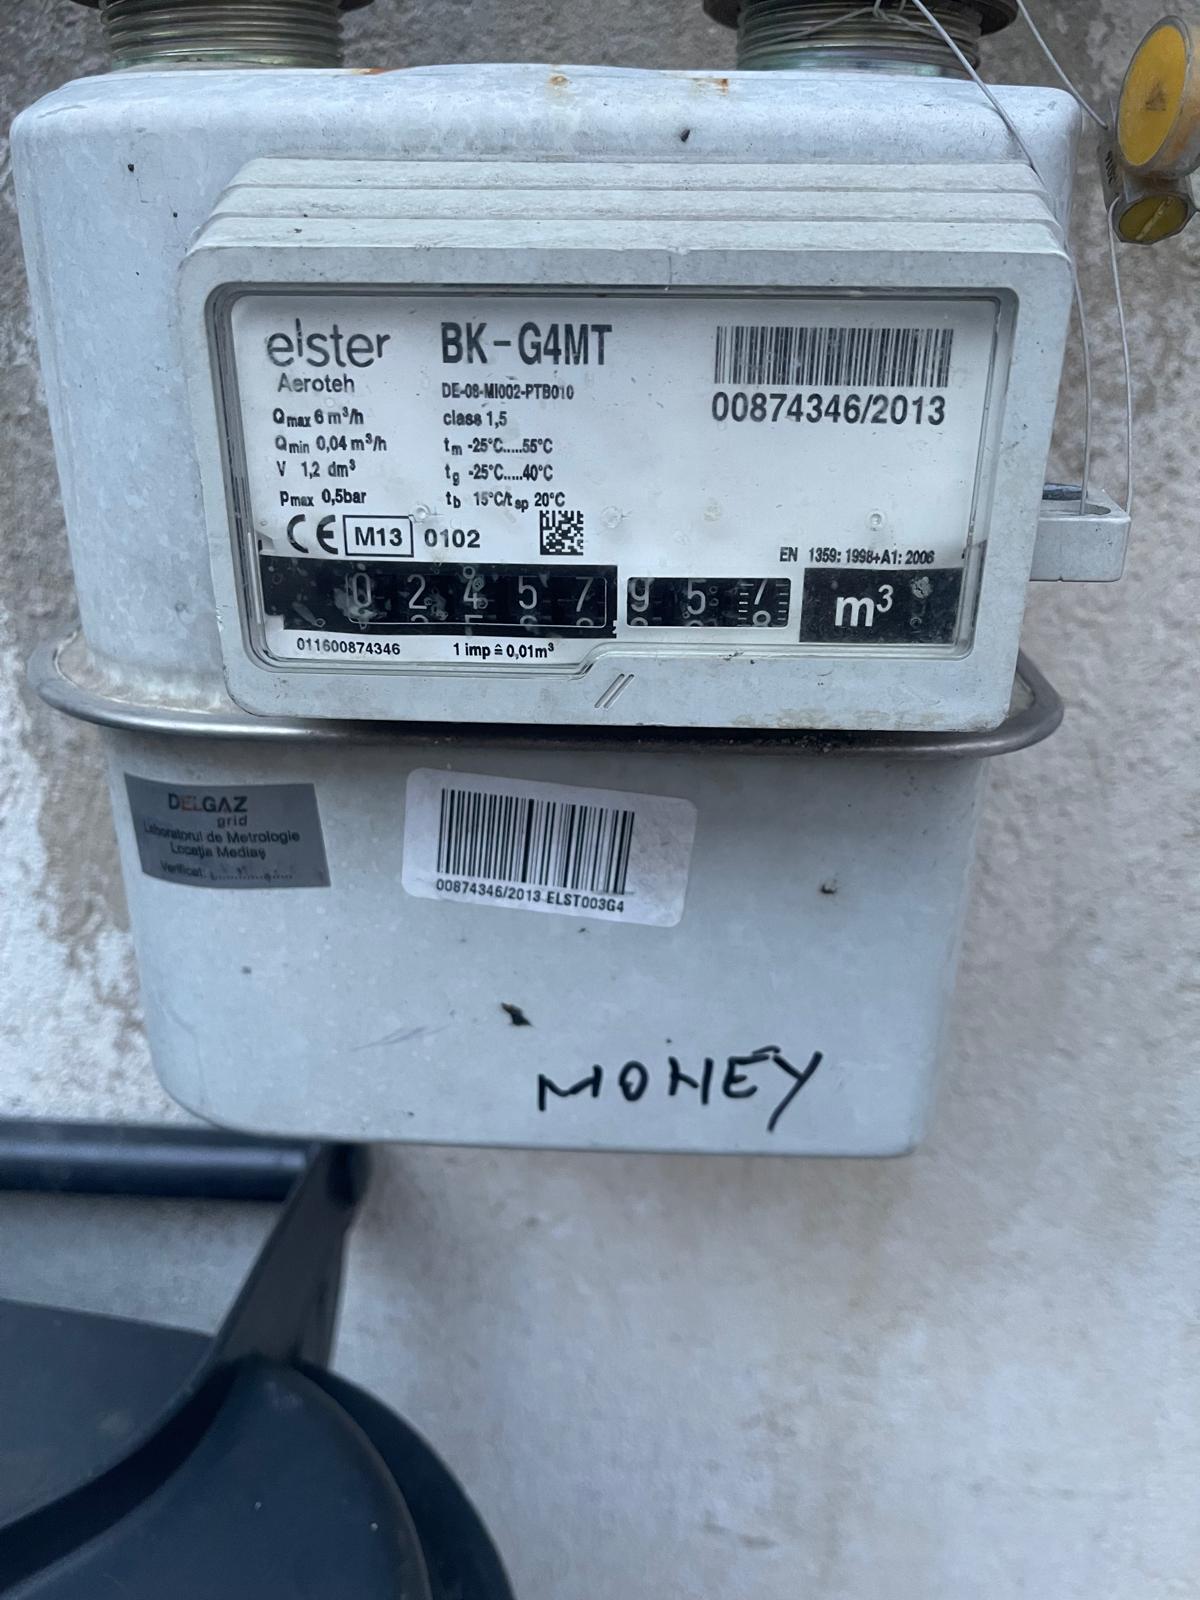 elster
Aeroteh
BK-G4MT
DE-08-MI002-PTB010
00874346/2013
Qmax 6 m³/h
Qmin 0,04 m³/h
V 1,2 dm³
pmax 0,5bar
class 1,5
tm -25°C.....55°C
tg -25°C.....40°C
tb 15°C/tsp 20°C
CE M13 0102
EN 1359: 1998+A1: 2006
0 2 4 5 7 9 5 7 m³
011600874346
1 imp ≙ 0,01m³
DELGAZ
grid
Laboratorul de Metrologie
Locația Mediaș
Verificat:
00874346/2013 ELST003G4
MONEY